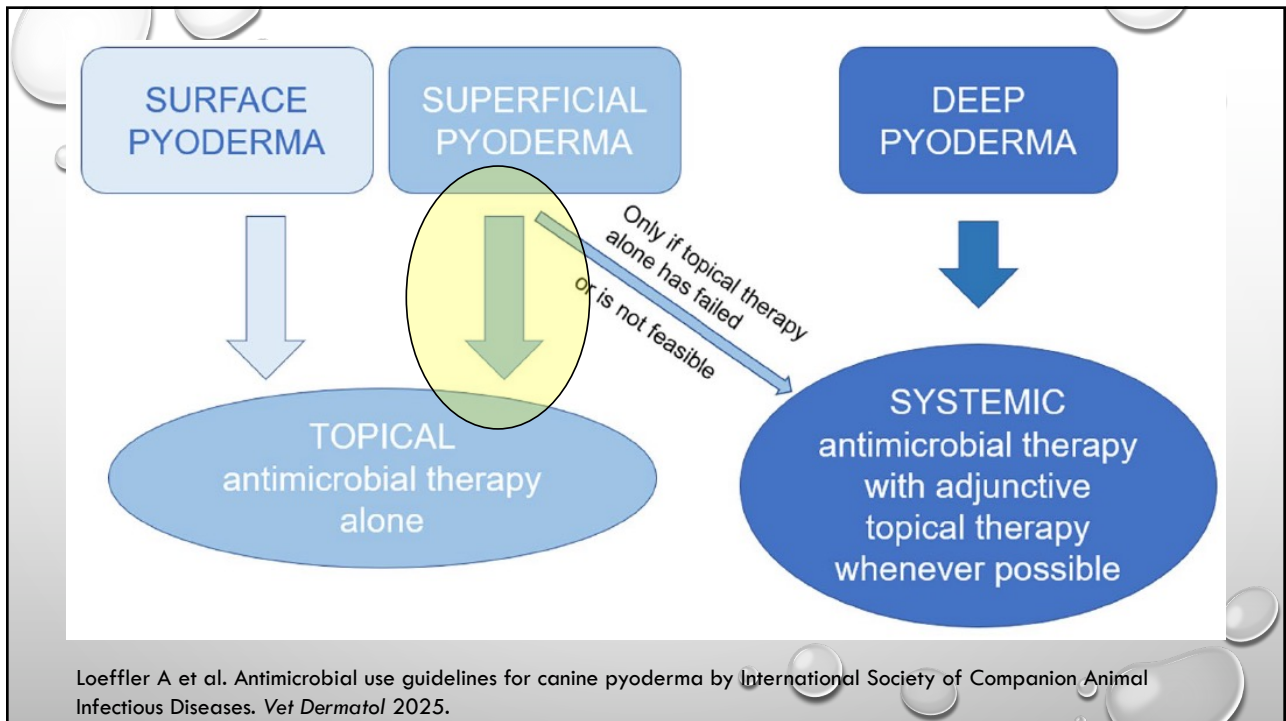 SURFACE
PYODERMA
SUPERFICIAL
PYODERMA
DEEP
PYODERMA
Only if topical therapy
alone has failed
or is not feasible
TOPICAL
antimicrobial therapy
alone
SYSTEMIC
antimicrobial therapy
with adjunctive
topical therapy
whenever possible
Loeffler A et al. Antimicrobial use guidelines for canine pyoderma by International Society of Companion Animal
Infectious Diseases. Vet Dermatol 2025.